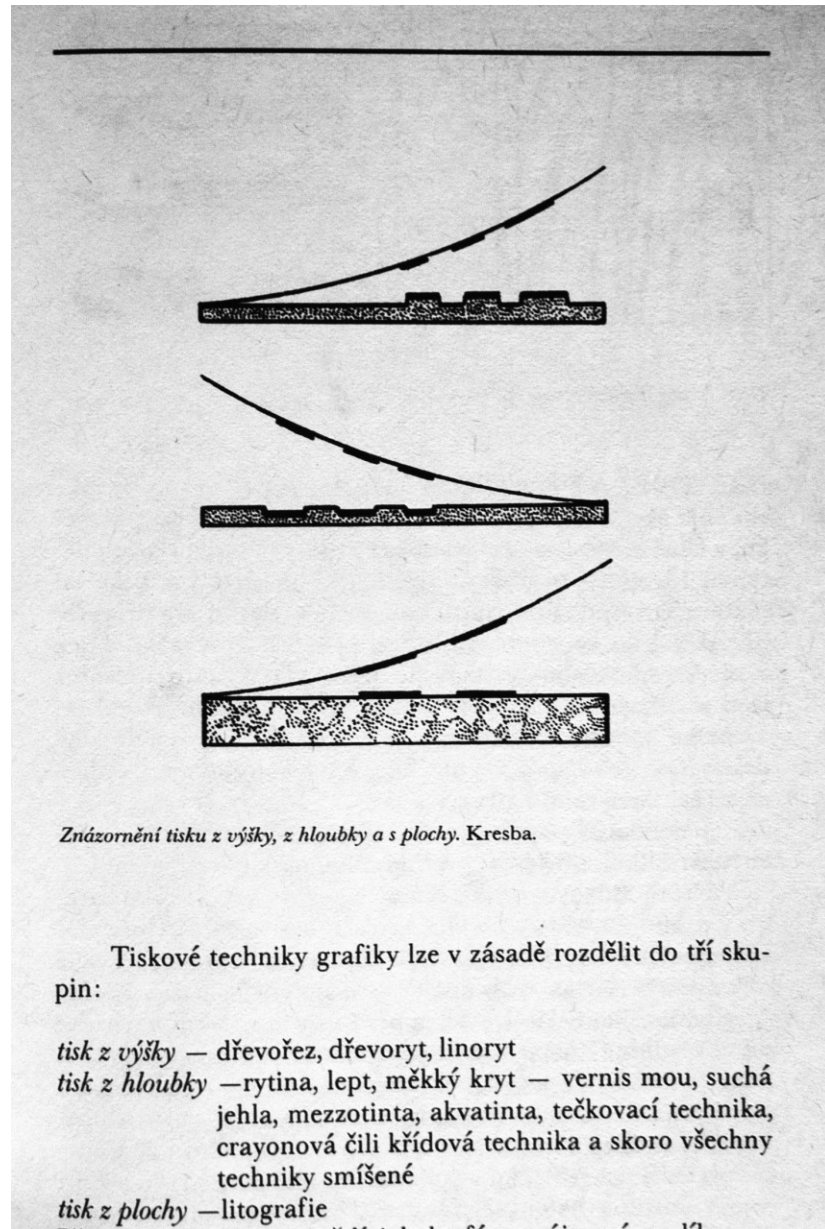 Znázornění tisku z výšky, z hloubky a s plochy. Kresba.
Tiskové techniky grafiky lze v zásadě rozdělit do tří sku-
pin:
tisk z výšky — dřevořez, dřevoryt, linoryt
tisk z hloubky —rytina, lept, měkký kryt — vernis mou, suchá
jehla, mezzotinta, akvatinta, tečkovací technika,
crayonová čili křídová technika a skoro všechny
techniky smíšené
tisk z plochy —litografie